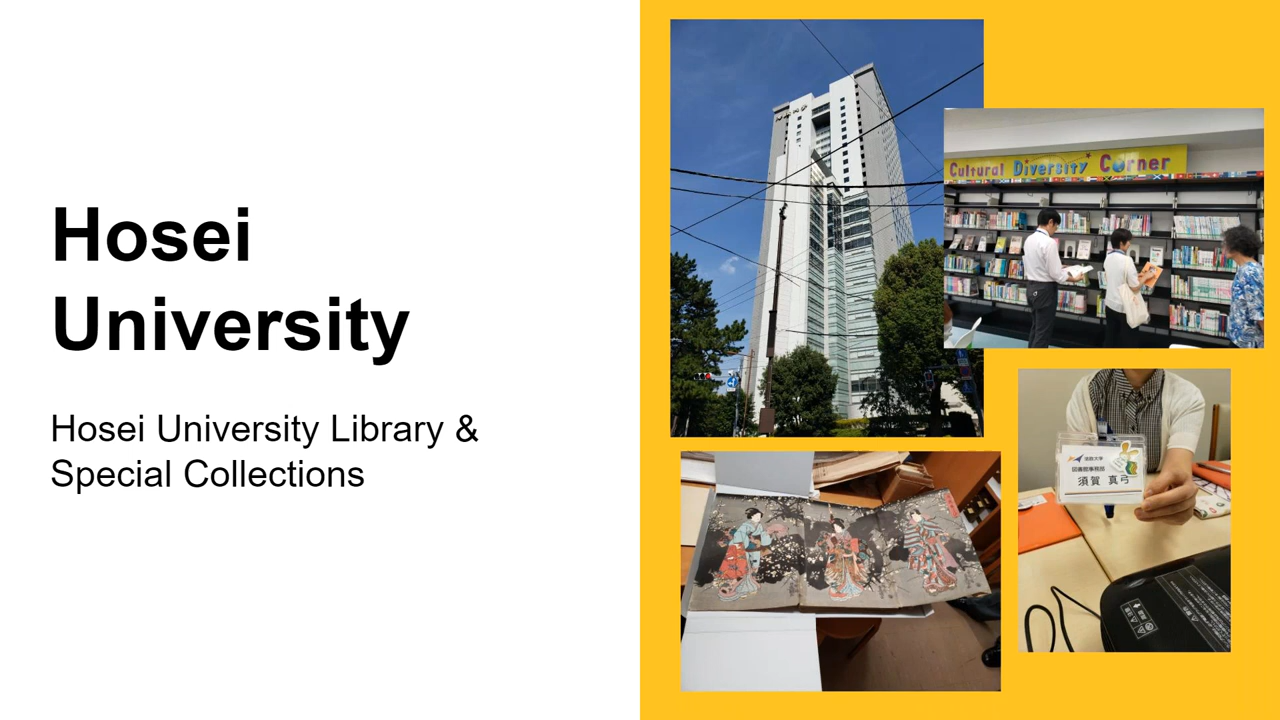 Hosei
University
Hosei University Library &
Special Collections
Cultural Diversity Corner
法政大学
図書館事務部
須賀 真弓